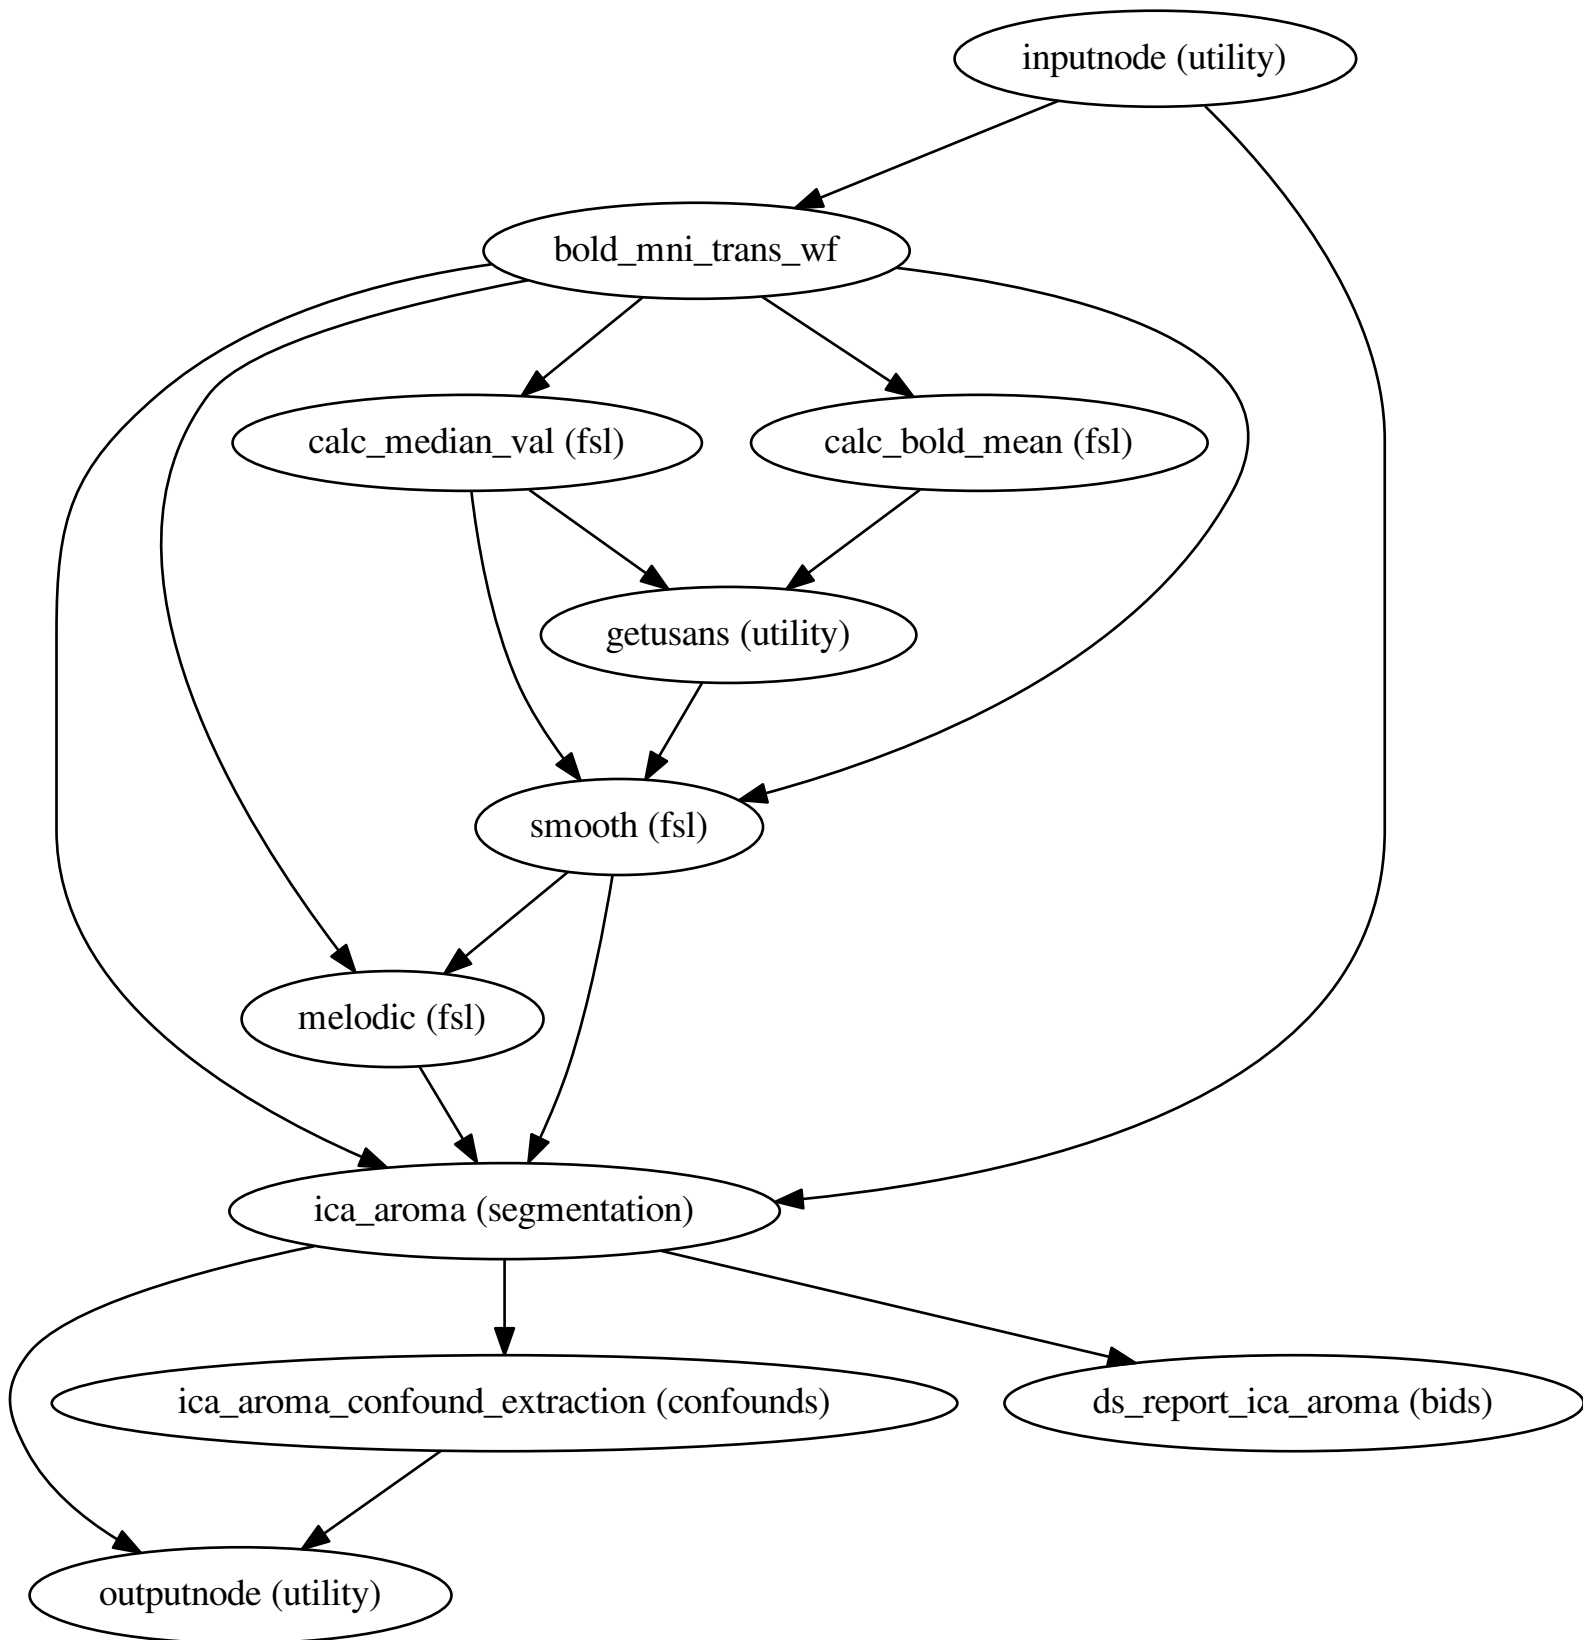 inputnode (utility)
bold_mni_trans_wf
calc_median_val (fsl)
calc_bold_mean (fsl)
getusans (utility)
smooth (fsl)
melodic (fsl)
ica_aroma (segmentation)
ica_aroma_confound_extraction (confounds)
ds_report_ica_aroma (bids)
outputnode (utility)